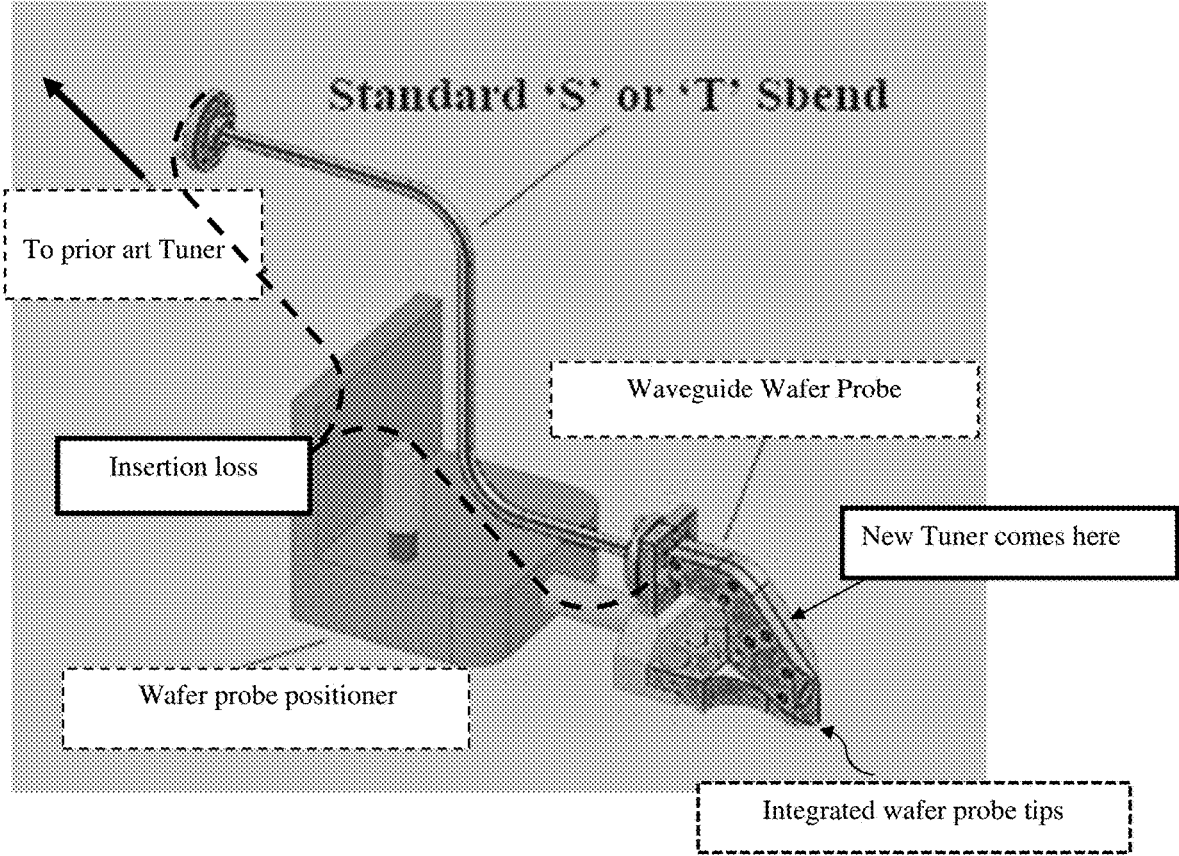 Standard 'S' or 'T' Sbend
To prior art Tuner
Waveguide Wafer Probe
Insertion loss
New Tuner comes here
Wafer probe positioner
Integrated wafer probe tips